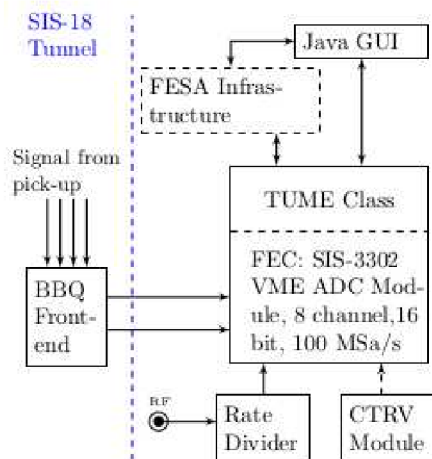 SIS-18
Tunnel
Java GUI
FESA Infras-
tructure
Signal from
pick-up
TUME Class
BBQ
Front-
end
FEC: SIS-3302
VME ADC Mod-
ule, 8 channel,16
bit, 100 MSa/s
RF
Rate
Divider
CTRV
Module